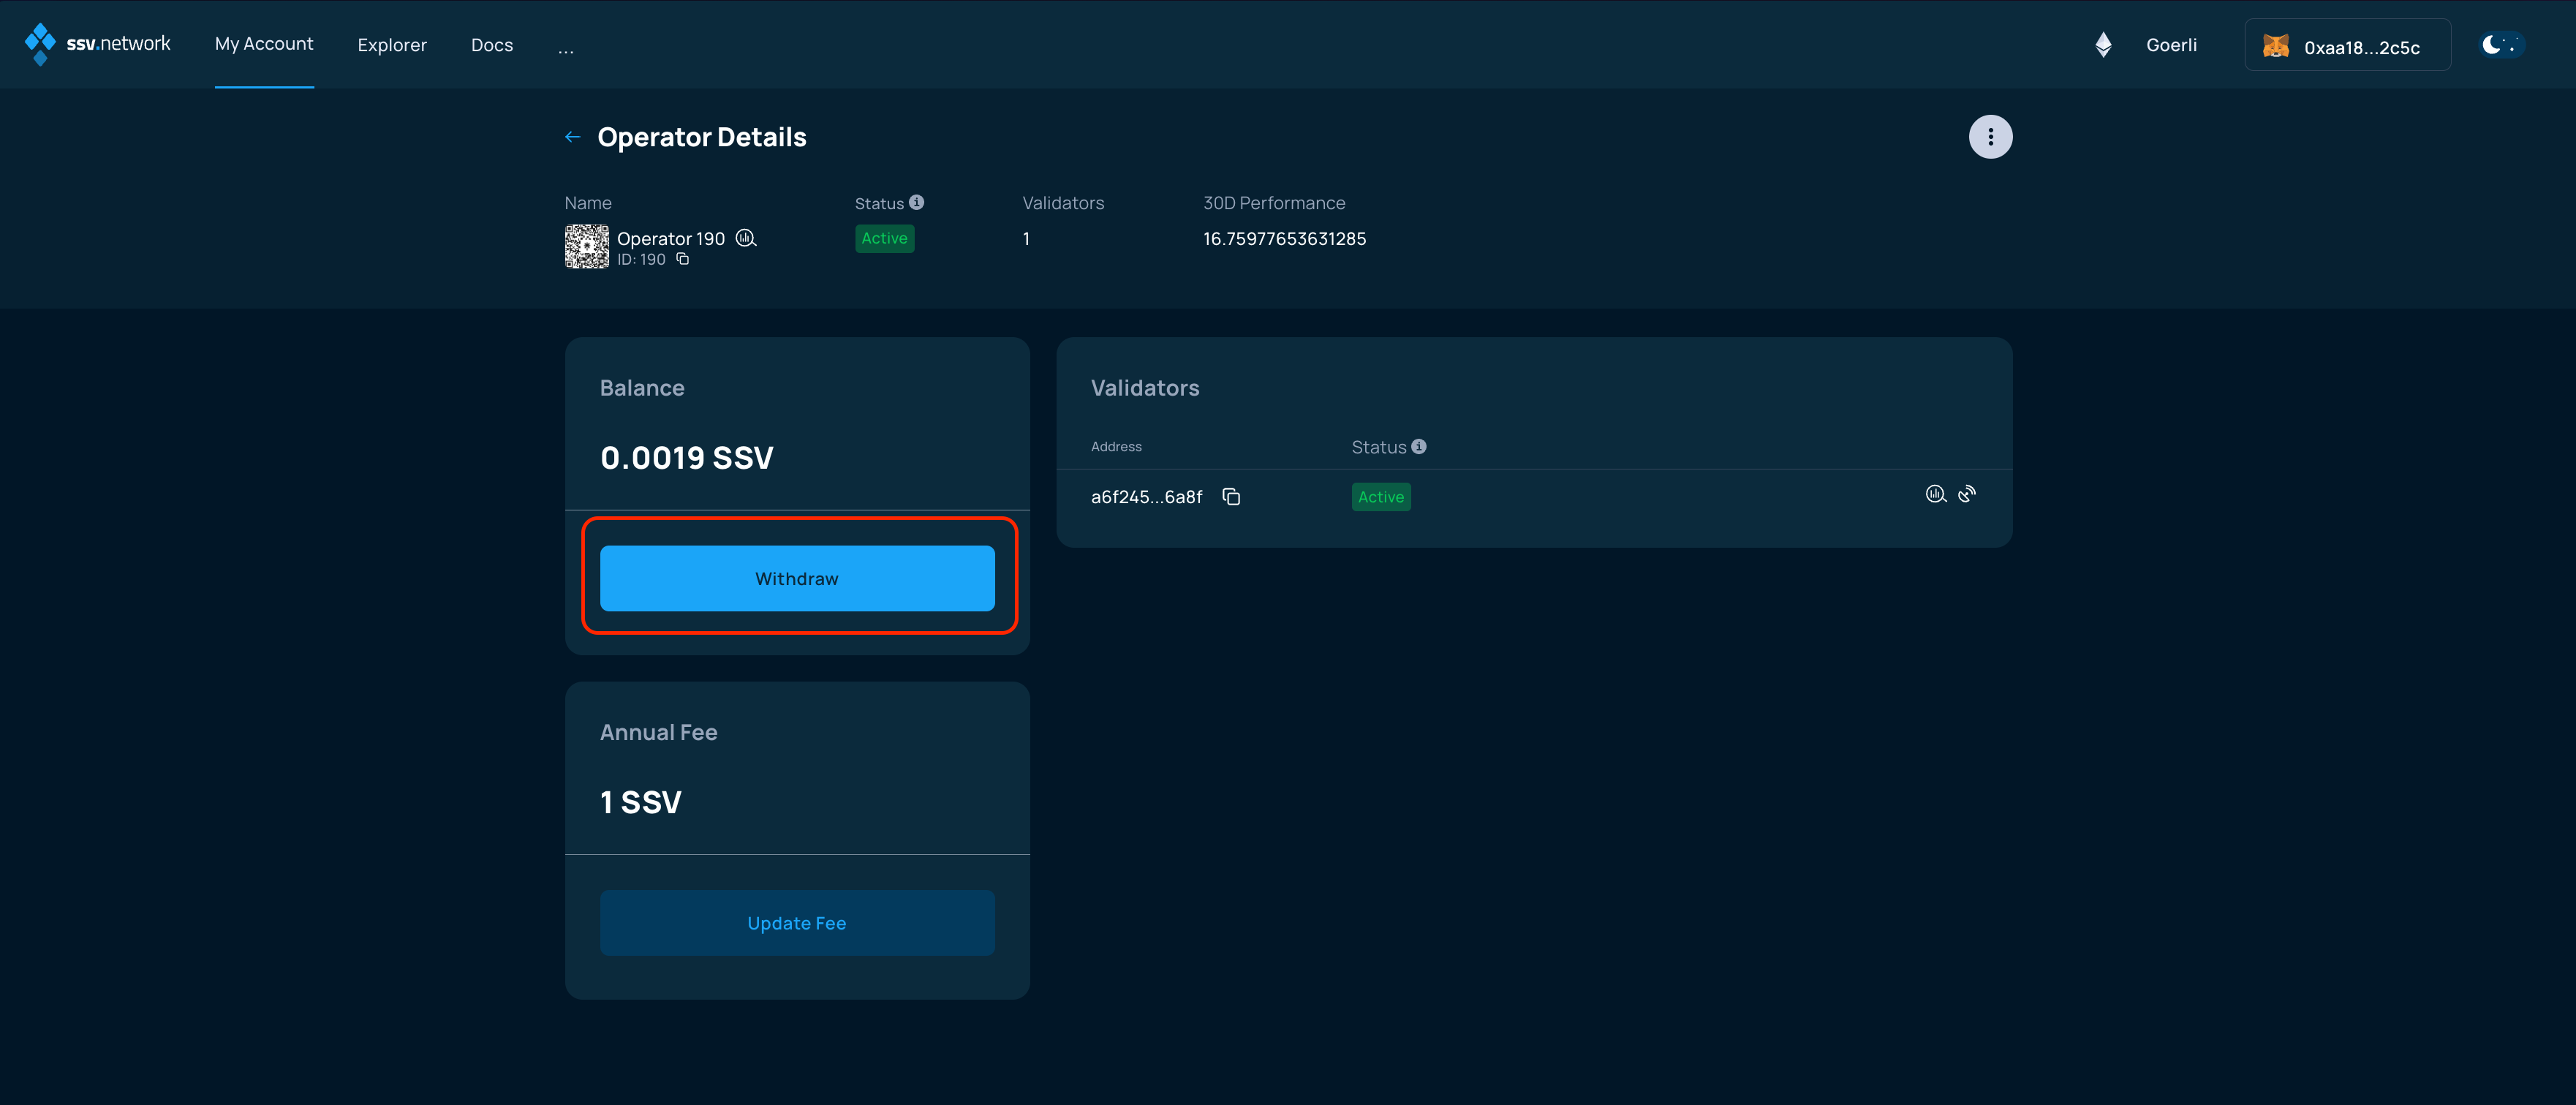 ssv.network My Account Explorer Docs ... Goerli 0xaa18...2c5c
← Operator Details
Name Status Validators 30D Performance
Operator 190 Active 1 16.75977653631285
ID: 190
Balance
0.0019 SSV
Withdraw
Validators
Address Status
a6f245...6a8f Active
Annual Fee
1 SSV
Update Fee